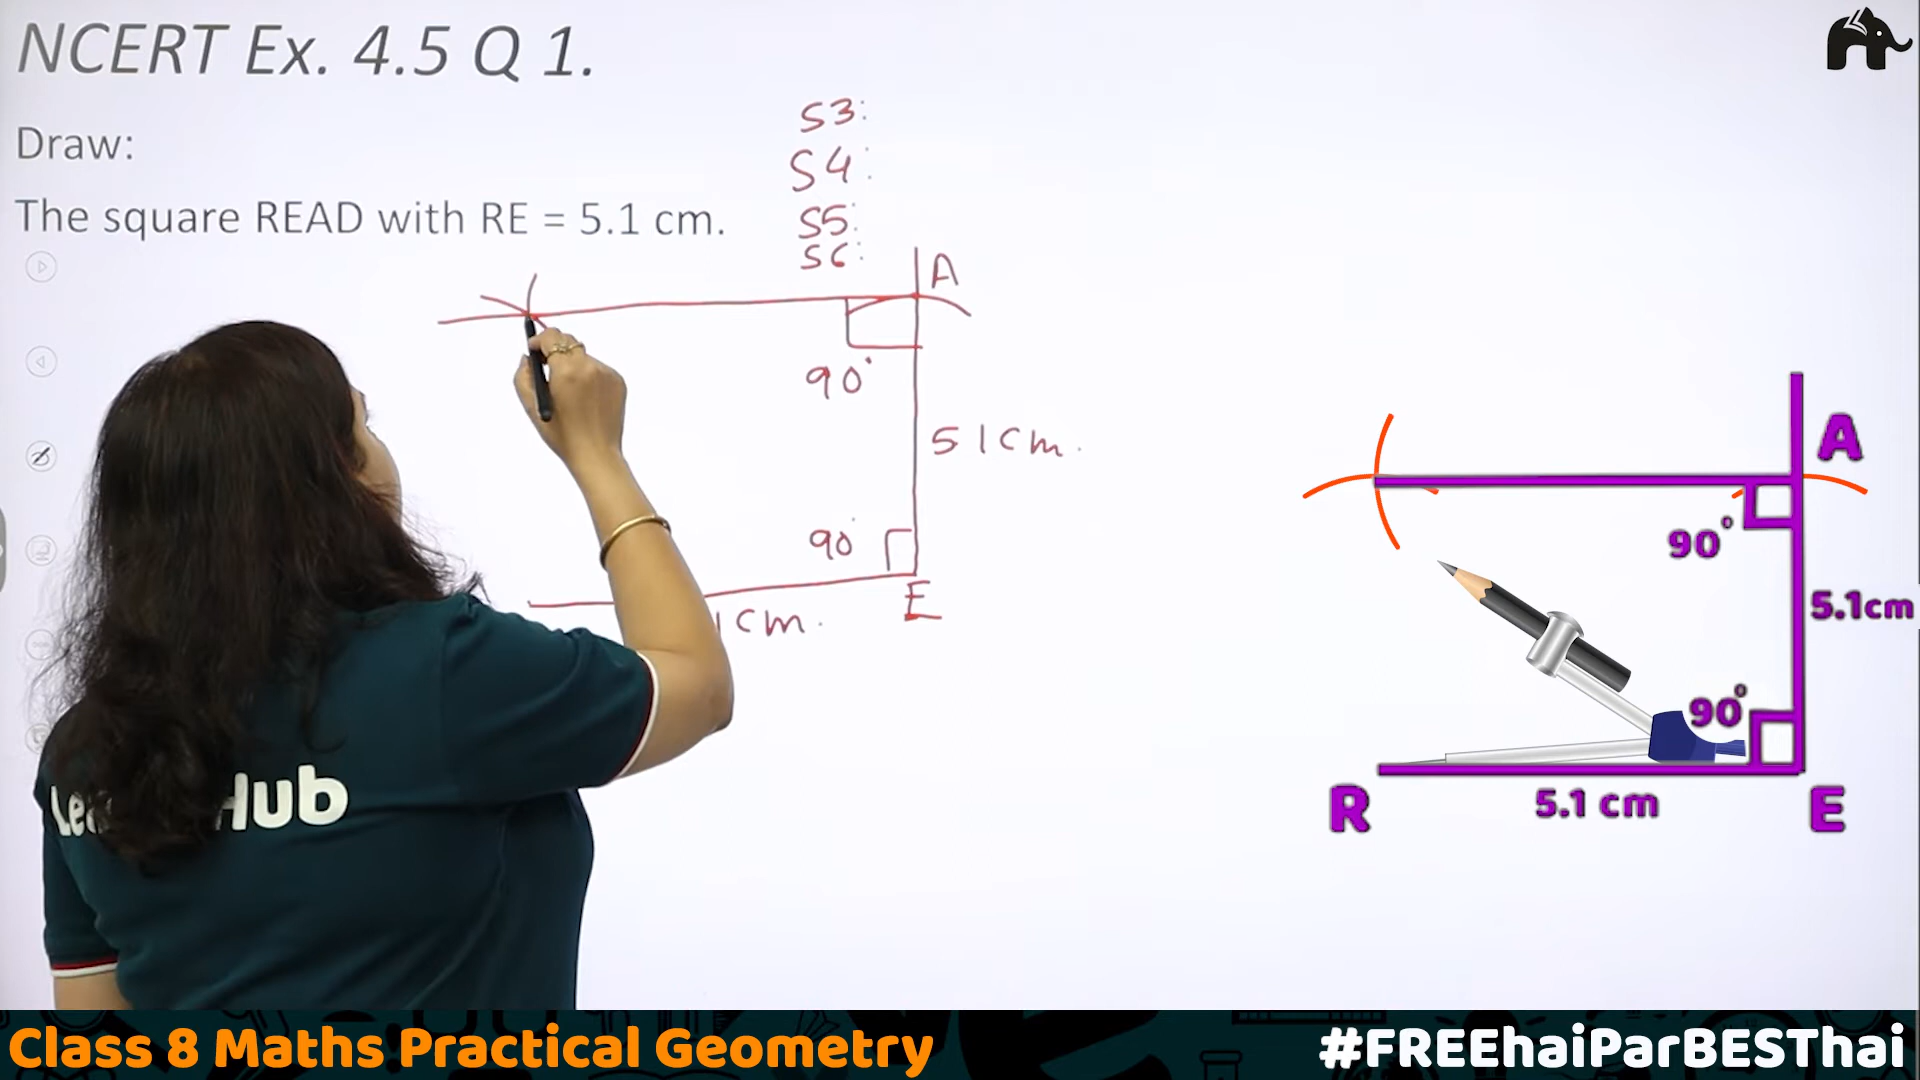 NCERT Ex. 4.5 Q 1.
Draw:
The square READ with RE = 5.1 cm.
S3:
S4:
S5:
S6:
A
90°
5 1cm.
90°
E
1cm.
Hub
A
90°
5.1cm
90°
R
5.1 cm
E
Class 8 Maths Practical Geometry
#FREEhaiParBESThai